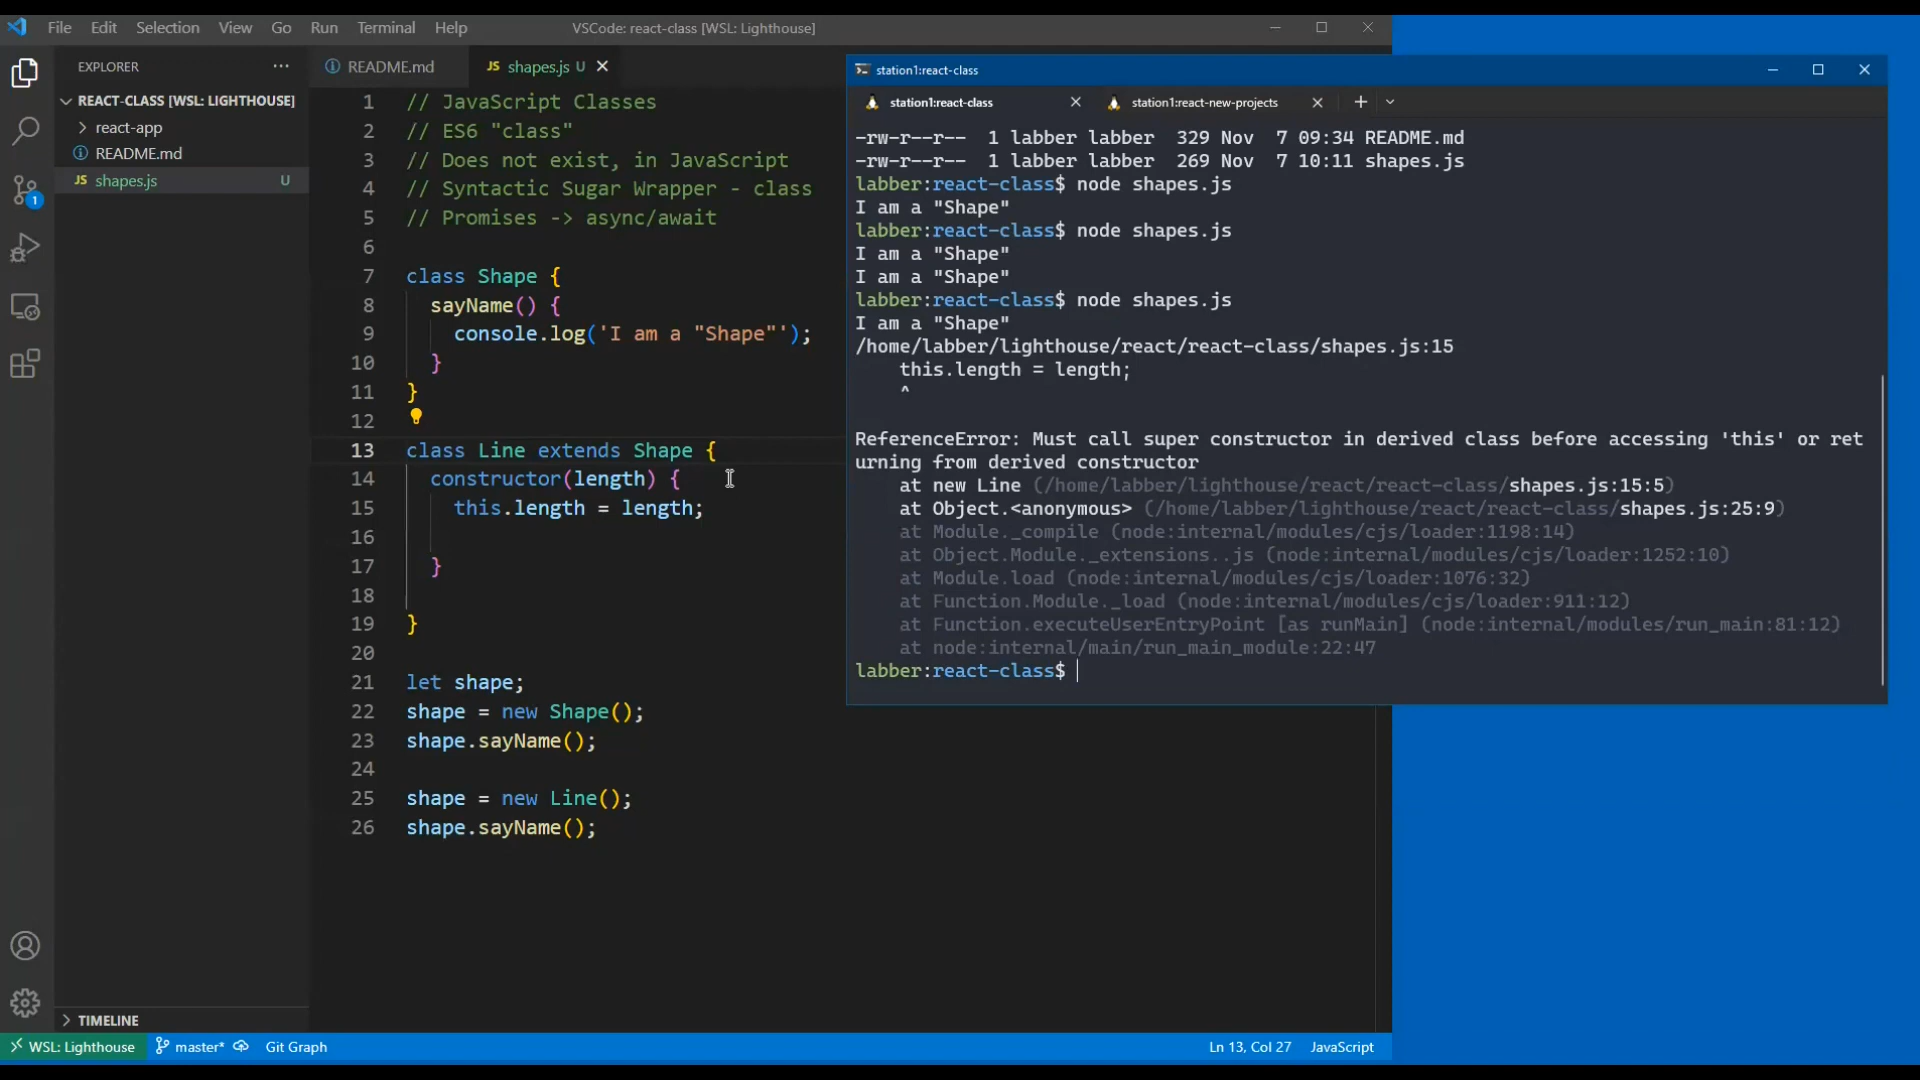 File Edit Selection View Go Run Terminal Help VSCode: react-class [WSL: Lighthouse]
EXPLORER ···
REACT-CLASS [WSL: LIGHTHOUSE]
react-app
README.md
JS shapes.js U
TIMELINE
README.md JS shapes.js U
1 // JavaScript Classes
2 // ES6 "class"
3 // Does not exist, in JavaScript
4 // Syntactic Sugar Wrapper - class
5 // Promises -> async/await
6
7 class Shape {
8 sayName() {
9 console.log('I am a "Shape"');
10 }
11 }
12
13 class Line extends Shape {
14 constructor(length) {
15 this.length = length;
16
17 }
18
19 }
20
21 let shape;
22 shape = new Shape();
23 shape.sayName();
24
25 shape = new Line();
26 shape.sayName();
station1:react-class
station1:react-class station1:react-new-projects
-rw-r--r-- 1 labber labber 329 Nov 7 09:34 README.md
-rw-r--r-- 1 labber labber 269 Nov 7 10:11 shapes.js
labber:react-class$ node shapes.js
I am a "Shape"
labber:react-class$ node shapes.js
I am a "Shape"
I am a "Shape"
labber:react-class$ node shapes.js
I am a "Shape"
/home/labber/lighthouse/react/react-class/shapes.js:15
this.length = length;
^
ReferenceError: Must call super constructor in derived class before accessing 'this' or ret
urning from derived constructor
at new Line (/home/labber/lighthouse/react/react-class/shapes.js:15:5)
at Object.<anonymous> (/home/labber/lighthouse/react/react-class/shapes.js:25:9)
at Module._compile (node:internal/modules/cjs/loader:1198:14)
at Object.Module._extensions..js (node:internal/modules/cjs/loader:1252:10)
at Module.load (node:internal/modules/cjs/loader:1076:32)
at Function.Module._load (node:internal/modules/cjs/loader:911:12)
at Function.executeUserEntryPoint [as runMain] (node:internal/modules/run_main:81:12)
at node:internal/main/run_main_module:22:47
labber:react-class$
1
WSL: Lighthouse master* Git Graph Ln 13, Col 27 JavaScript